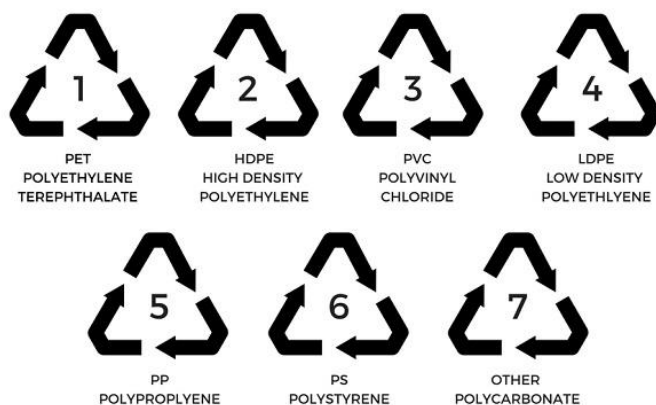 1
PET
POLYETHYLENE
TEREPHTHALATE
2
HDPE
HIGH DENSITY
POLYETHYLENE
3
PVC
POLYVINYL
CHLORIDE
4
LDPE
LOW DENSITY
POLYETHLYENE
5
PP
POLYPROPLYENE
6
PS
POLYSTYRENE
7
OTHER
POLYCARBONATE